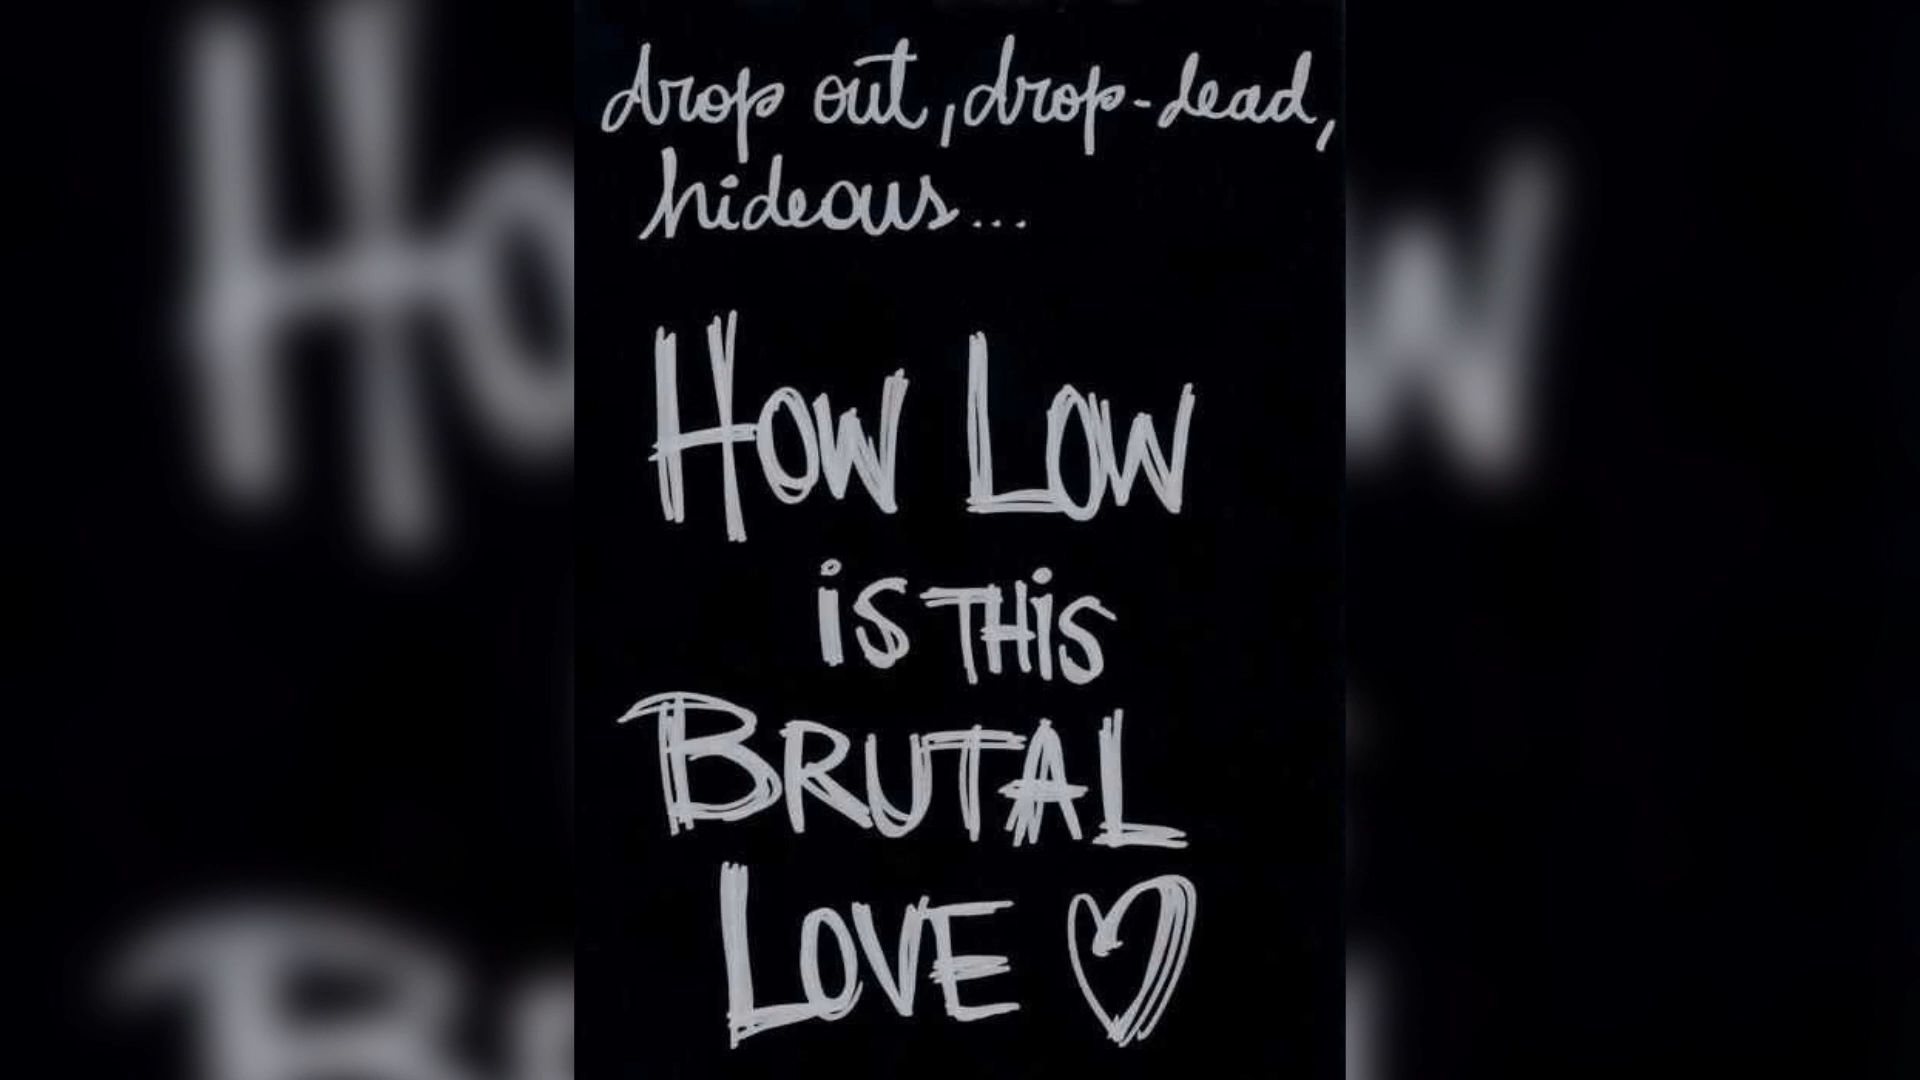 drop out, drop-dead,
hideous...
HOW LOW
iS THiS
BRUTAL
LOVE ♡